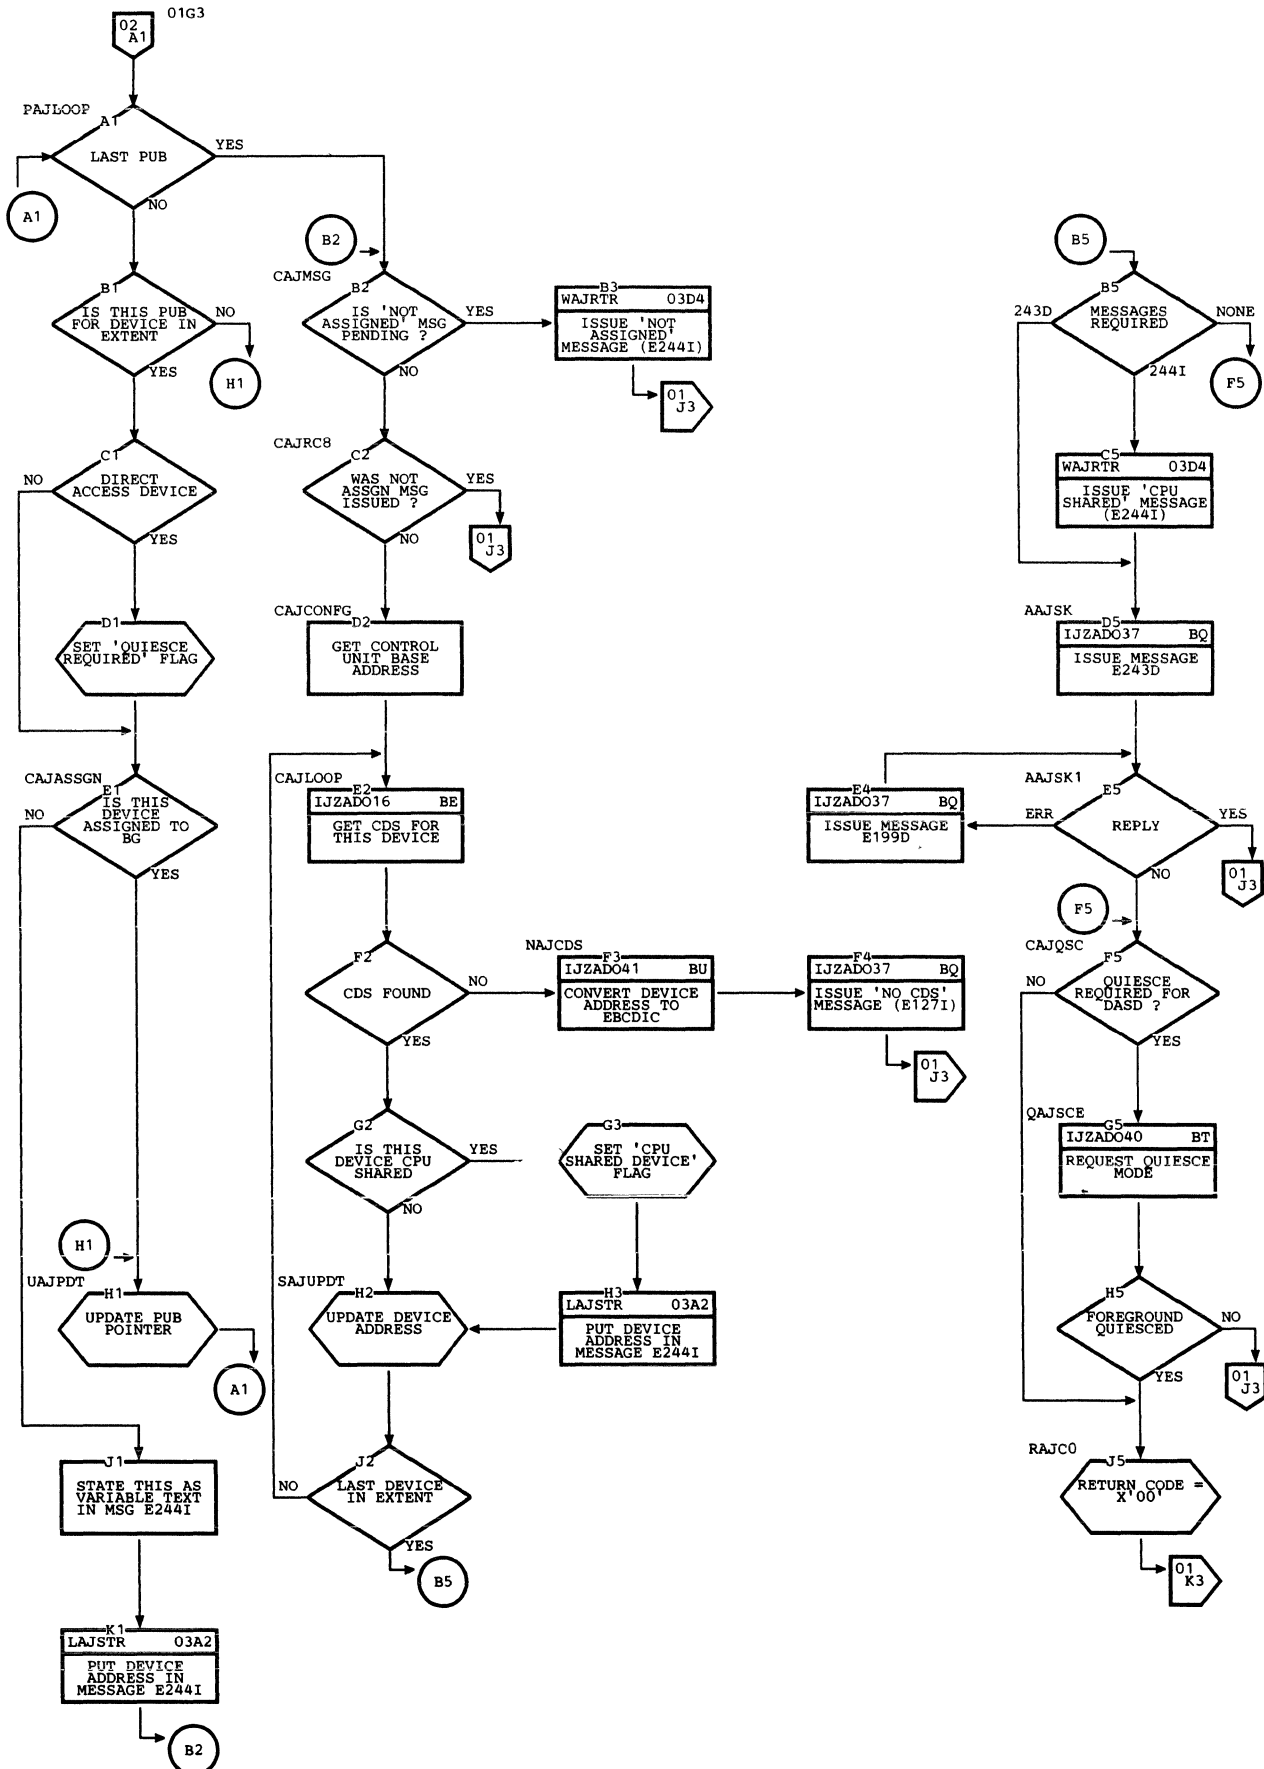 01G3
02
A1
PAJLOOP
A1
LAST PUB
YES
NO
A1
B1
IS THIS PUB
FOR DEVICE IN
EXTENT
NO
YES
H1
C1
DIRECT
ACCESS DEVICE
NO
YES
D1
SET 'QUIESCE
REQUIRED' FLAG
CAJASSGN
E1
IS THIS
DEVICE
ASSIGNED TO
BG
NO
YES
H1
UAJPDT
H1
UPDATE PUB
POINTER
A1
J1
STATE THIS AS
VARIABLE TEXT
IN MSG E244I
K1
LAJSTR 03A2
PUT DEVICE
ADDRESS IN
MESSAGE E244I
B2
B2
CAJMSG
B2
IS 'NOT
ASSIGNED' MSG
PENDING ?
YES
NO
B3
WAJRTR 03D4
ISSUE 'NOT
ASSIGNED'
MESSAGE (E244I)
01
J3
CAJRC8
C2
WAS NOT
ASSGN MSG
ISSUED ?
YES
NO
01
J3
CAJCONFG
D2
GET CONTROL
UNIT BASE
ADDRESS
CAJLOOP
E2
IJZADO16 BE
GET CDS FOR
THIS DEVICE
F2
CDS FOUND
NO
YES
NAJCDS
F3
IJZADO41 BU
CONVERT DEVICE
ADDRESS TO
EBCDIC
F4
IJZADO37 BQ
ISSUE 'NO CDS'
MESSAGE (E127I)
01
J3
G2
IS THIS
DEVICE CPU
SHARED
YES
NO
G3
SET 'CPU
SHARED DEVICE'
FLAG
SAJUPDT
H2
UPDATE DEVICE
ADDRESS
H3
LAJSTR 03A2
PUT DEVICE
ADDRESS IN
MESSAGE E244I
J2
LAST DEVICE
IN EXTENT
NO
YES
B5
B5
B5
MESSAGES
REQUIRED
243D
NONE
244I
F5
C5
WAJRTR 03D4
ISSUE 'CPU
SHARED' MESSAGE
(E244I)
AAJSK
D5
IJZADO37 BQ
ISSUE MESSAGE
E243D
E4
IJZADO37 BQ
ISSUE MESSAGE
E199D
AAJSK1
E5
REPLY
ERR
YES
NO
01
J3
F5
CAJQSC
F5
QUIESCE
REQUIRED FOR
DASD ?
NO
YES
QAJSCE
G5
IJZADO40 BT
REQUEST QUIESCE
MODE
H5
FOREGROUND
QUIESCED
NO
YES
01
J3
RAJC0
J5
RETURN CODE =
X'00'
01
K3